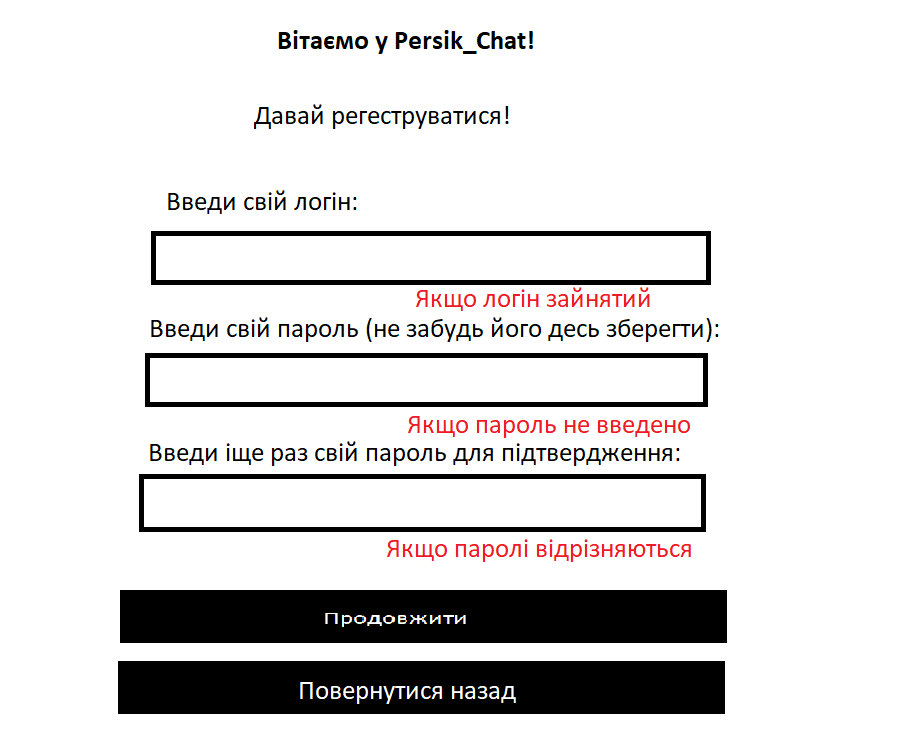 Вітаємо у Persik_Chat!
Давай регеструватися!
Введи свій логін:
Якщо логін зайнятий
Введи свій пароль (не забудь його десь зберегти):
Якщо пароль не введено
Введи іще раз свій пароль для підтвердження:
Якщо паролі відрізняються
Продовжити
Повернутися назад